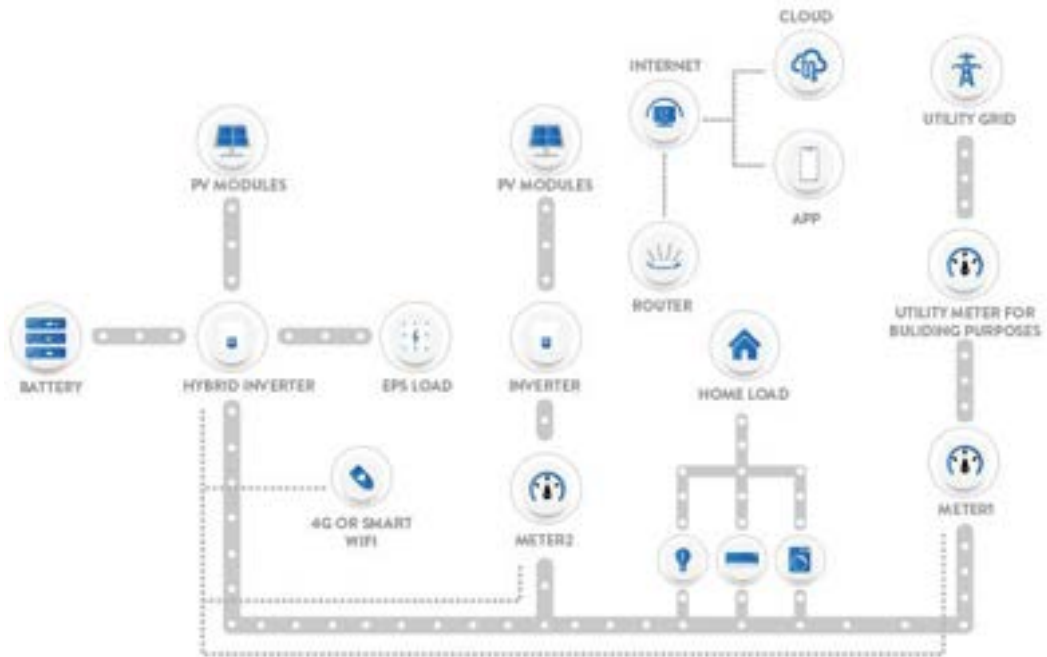 CLOUD
INTERNET
UTILITY GRID
PV MODULES
PV MODULES
APP
ROUTER
UTILITY METER FOR
BULIDING PURPOSES
BATTERY
HYBRID INVERTER
EPS LOAD
INVERTER
HOME LOAD
4G OR SMART
WIFI
METER2
METER1